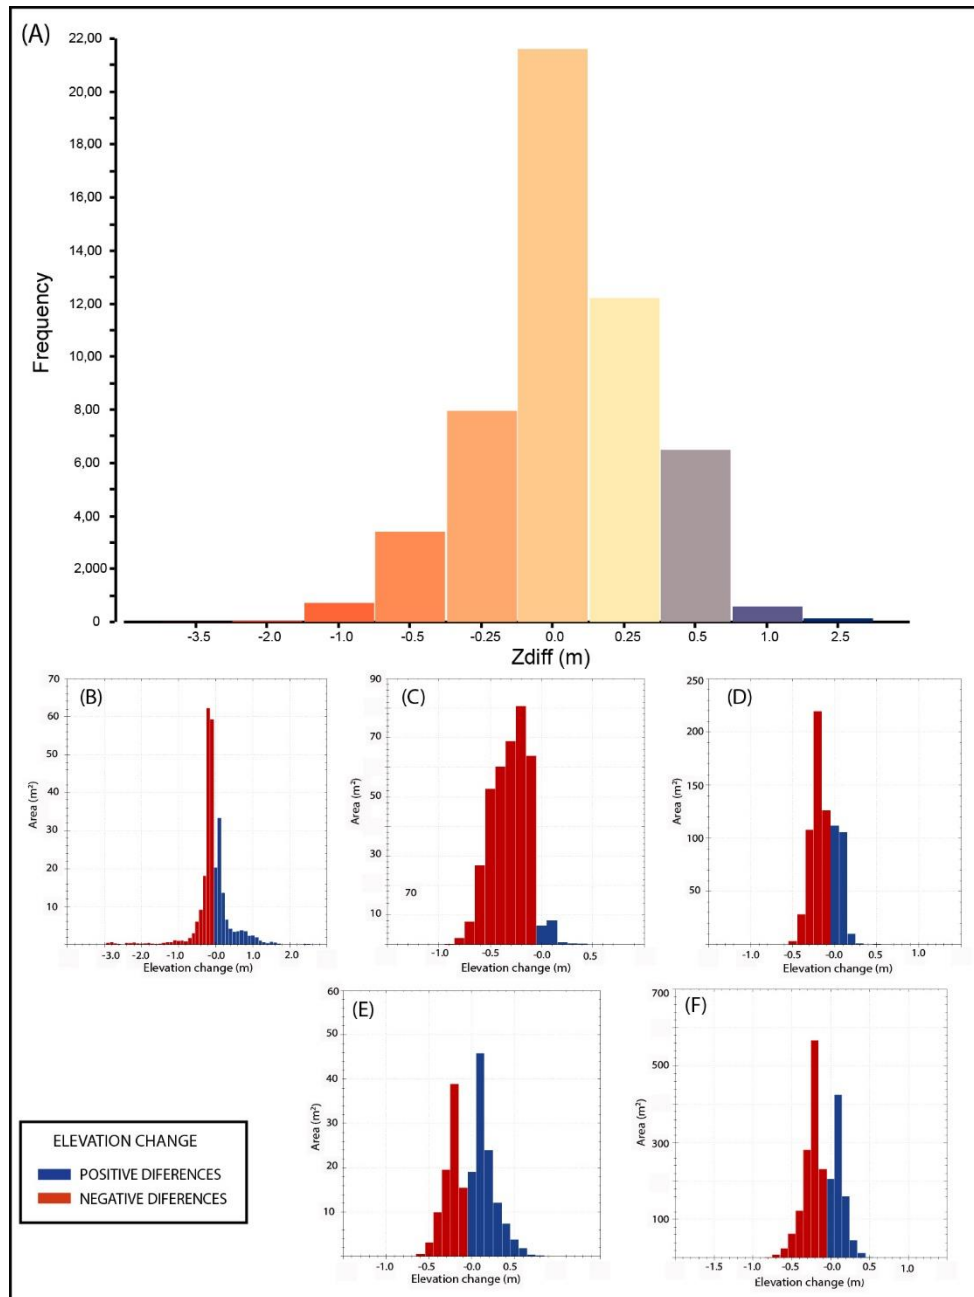 (A)
22,00
20,00
18,00
16,00
14,00
12,00
10,00
8,00
6,00
4,00
2,000
0
Frequency
-3.5 -2.0 -1.0 -0.5 -0.25 0.0 0.25 0.5 1.0 2.5
Zdiff (m)
(B)
70
60
50
40
30
20
10
Area (m²)
-3.0 -2.0 -1.0 -0.0 1.0 2.0
Elevation change (m)
(C)
90
70
50
30
10
70
Area (m²)
-1.0 -0.5 -0.0 0.5
Elevation change (m)
(D)
250
200
150
100
50
Area (m²)
-1.0 -0.5 -0.0 0.5 1.0
Elevation change (m)
(E)
60
50
40
30
20
10
Area (m²)
-1.0 -0.5 -0.0 0.5
Elevation change (m)
(F)
700
500
300
100
Area (m²)
-1.5 -1.0 -0.5 -0.0 0.5 1.0
Elevation change (m)
ELEVATION CHANGE
POSITIVE DIFERENCES
NEGATIVE DIFERENCES